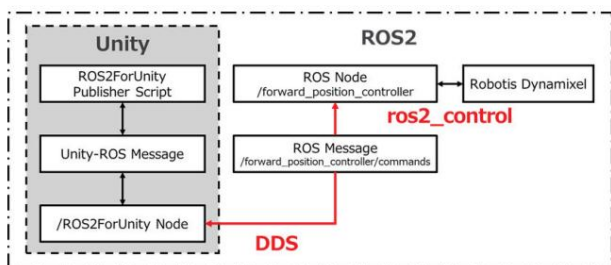 Unity
ROS2ForUnity
Publisher Script
Unity-ROS Message
/ROS2ForUnity Node
ROS2
ROS Node
/forward_position_controller
Robotis Dynamixel
ros2_control
ROS Message
/forward_position_controller/commands
DDS